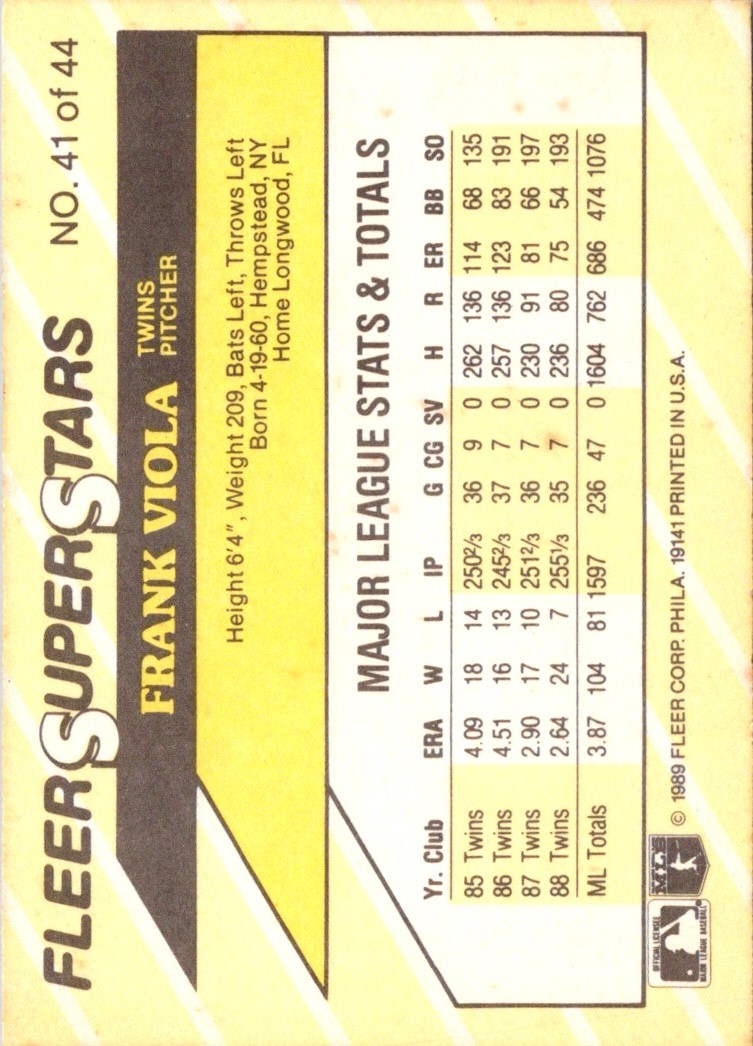 FLEER SUPERSTARS NO. 41 of 44
FRANK VIOLA TWINS PITCHER
Height 6'4", Weight 209, Bats Left, Throws Left
Born 4-19-60, Hempstead, NY
Home Longwood, FL
MAJOR LEAGUE STATS & TOTALS
Yr. Club ERA W L IP G CG SV H R ER BB SO
85 Twins 4.09 18 14 250⅔ 36 9 0 262 136 114 68 135
86 Twins 4.51 16 13 245⅔ 37 7 0 257 136 123 83 191
87 Twins 2.90 17 10 251⅔ 36 7 0 230 91 81 66 197
88 Twins 2.64 24 7 255⅓ 35 7 0 236 80 75 54 193
ML Totals 3.87 104 81 1597 236 47 0 1604 762 686 474 1076
OFFICIAL LICENSEE
MAJOR LEAGUE BASEBALL
© 1989 FLEER CORP. PHILA. 19141 PRINTED IN U.S.A.